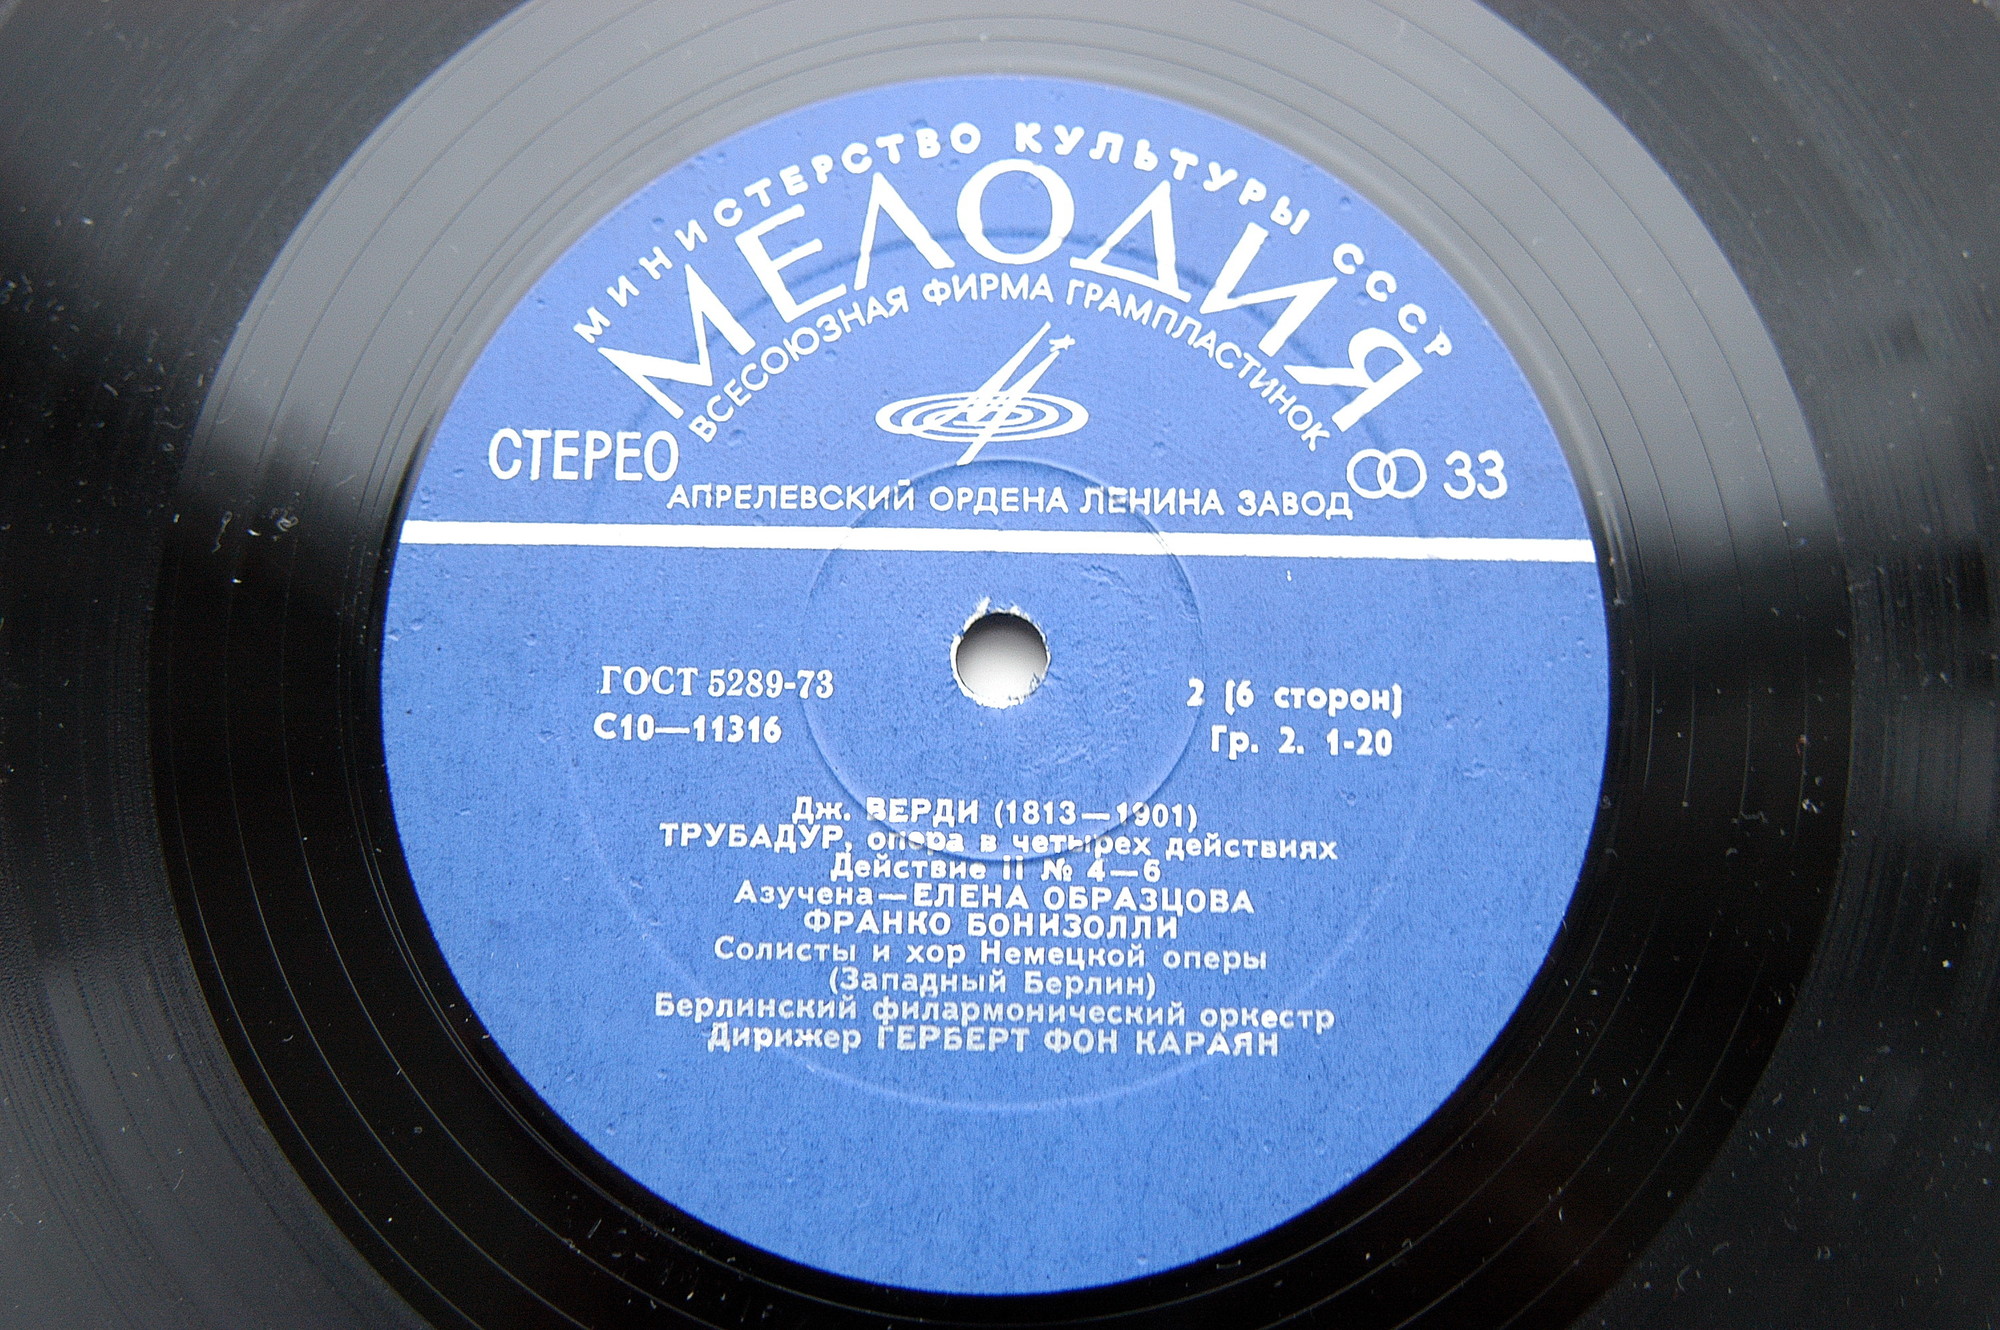 МИНИСТЕРСТВО КУЛЬТУРЫ СССР
МЕЛОДИЯ
ВСЕСОЮЗНАЯ ФИРМА ГРАМПЛАСТИНОК
СТЕРЕО
33
АПРЕЛЕВСКИЙ ОРДЕНА ЛЕНИНА ЗАВОД
ГОСТ 5289-73
2 (6 сторон)
С10—11316
Гр. 2. 1-20
Дж. ВЕРДИ (1813—1901)
ТРУБАДУР, опера в четырех действиях
Действие II № 4—6
Азучена—ЕЛЕНА ОБРАЗЦОВА
ФРАНКО БОНИЗОЛЛИ
Солисты и хор Немецкой оперы
(Западный Берлин)
Берлинский филармонический оркестр
Дирижер ГЕРБЕРТ ФОН КАРАЯН